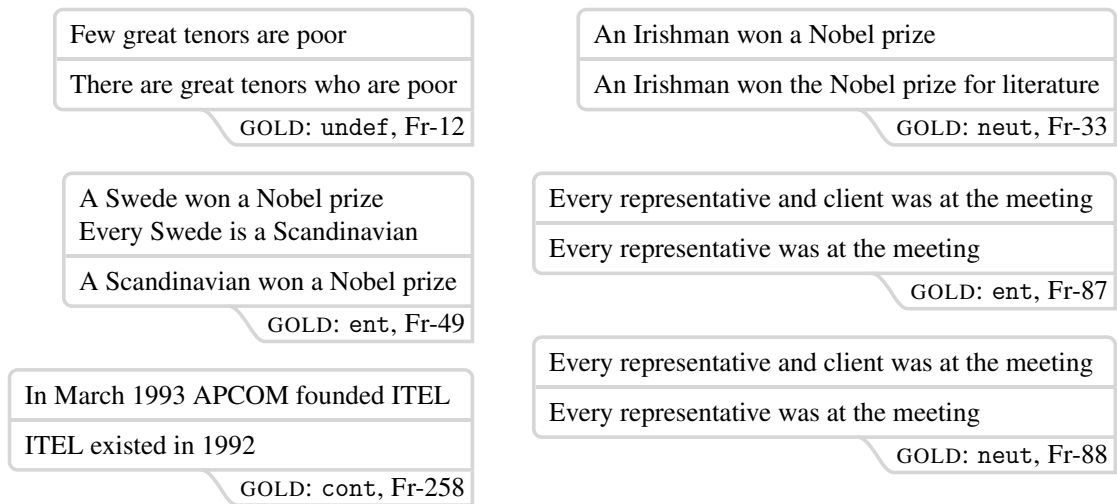 Few great tenors are poor
There are great tenors who are poor
GOLD: undef, Fr-12
A Swede won a Nobel prize
Every Swede is a Scandinavian
A Scandinavian won a Nobel prize
GOLD: ent, Fr-49
In March 1993 APCOM founded ITEL
ITEL existed in 1992
GOLD: cont, Fr-258
An Irishman won a Nobel prize
An Irishman won the Nobel prize for literature
GOLD: neut, Fr-33
Every representative and client was at the meeting
Every representative was at the meeting
GOLD: ent, Fr-87
Every representative and client was at the meeting
Every representative was at the meeting
GOLD: neut, Fr-88